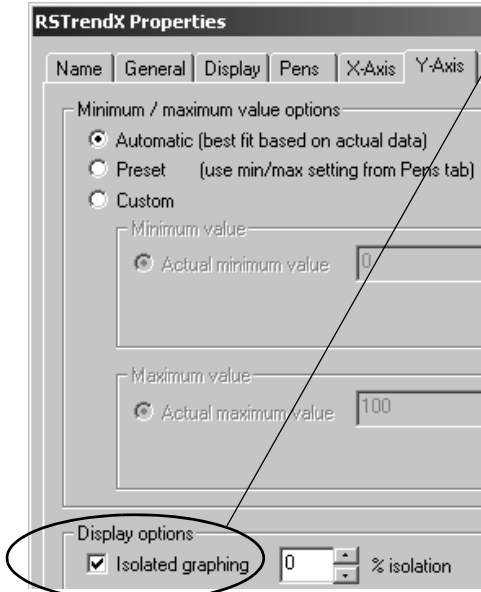 RSTrendX Properties
Name General Display Pens X-Axis Y-Axis
Minimum / maximum value options
Automatic (best fit based on actual data)
Preset (use min/max setting from Pens tab)
Custom
Minimum value
Actual minimum value 0
Maximum value
Actual maximum value 100
Display options
Isolated graphing 0 % isolation